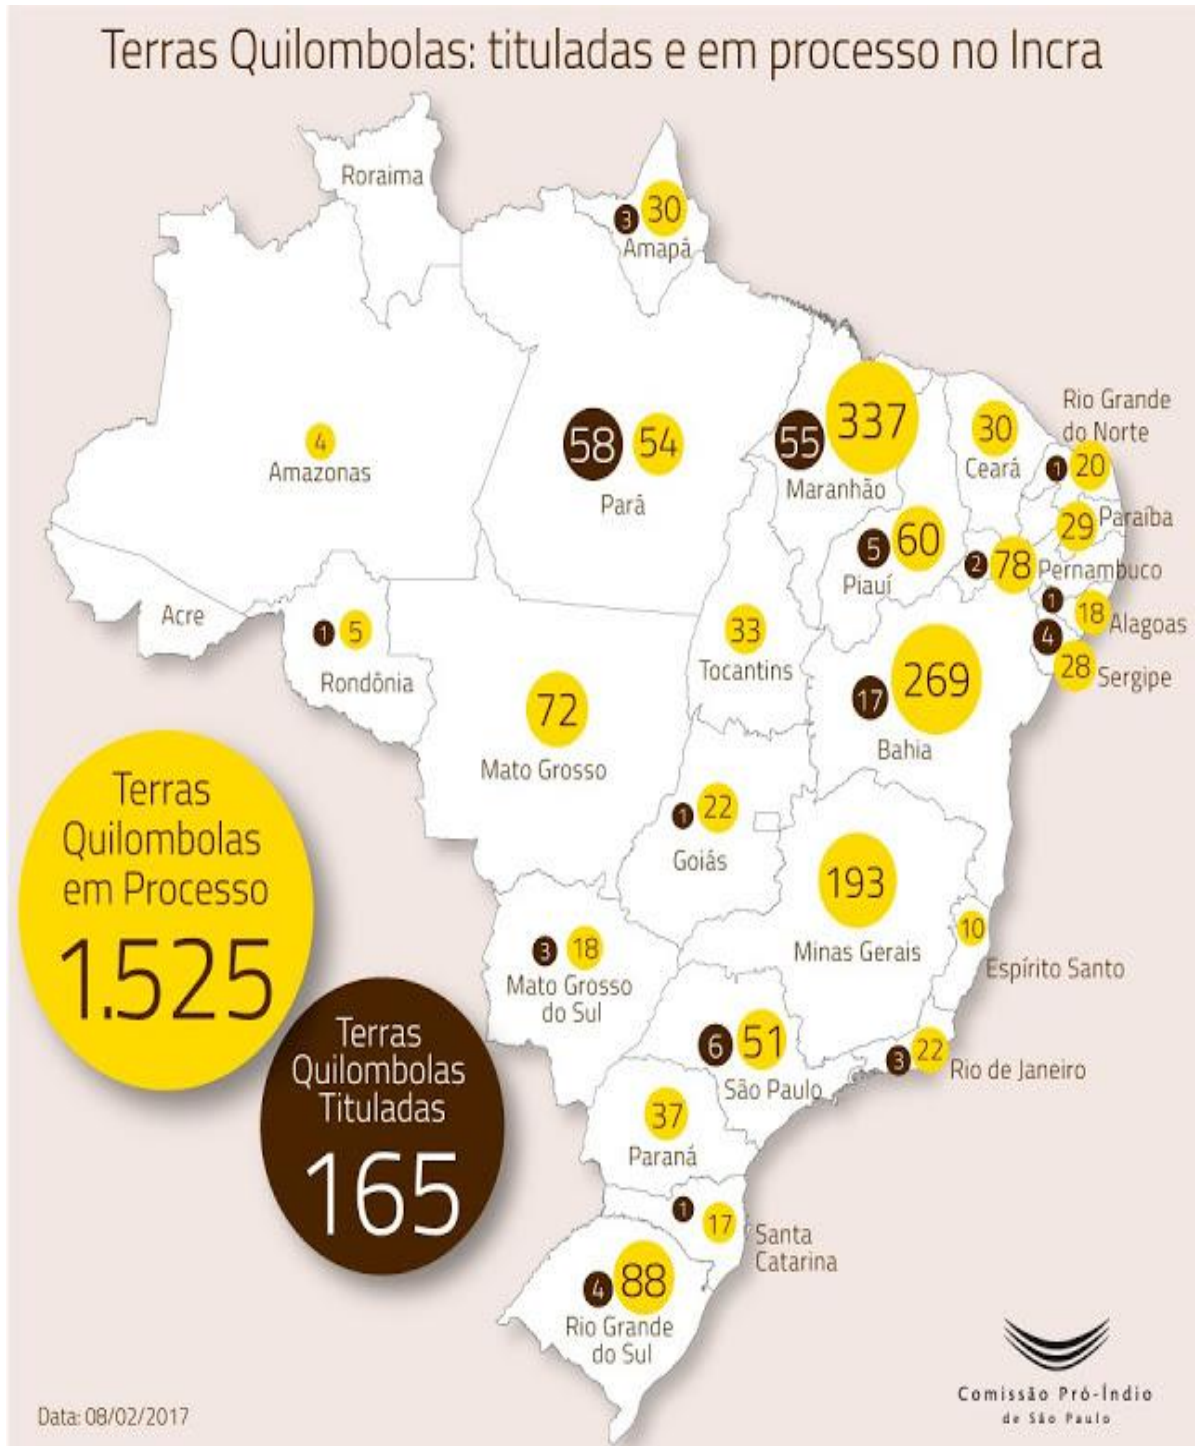 Terras Quilombolas: tituladas e em processo no Incra
Roraima
3 30
Amapá
4
Amazonas
58 54
Pará
55 337
Maranhão
30
Ceará
Rio Grande
do Norte
1 20
29 Paraíba
5 60
Piauí
2 78 Pernambuco
1 18 Alagoas
4 28 Sergipe
Acre
1 5
Rondônia
33
Tocantins
17 269
Bahia
72
Mato Grosso
1 22
Goiás
193
Minas Gerais
10
Espírito Santo
3 18
Mato Grosso
do Sul
6 51
São Paulo
3 22 Rio de Janeiro
37
Paraná
1 17
Santa
Catarina
4 88
Rio Grande
do Sul
Terras
Quilombolas
em Processo
1.525
Terras
Quilombolas
Tituladas
165
Comissão Pró-Índio
de São Paulo
Data: 08/02/2017